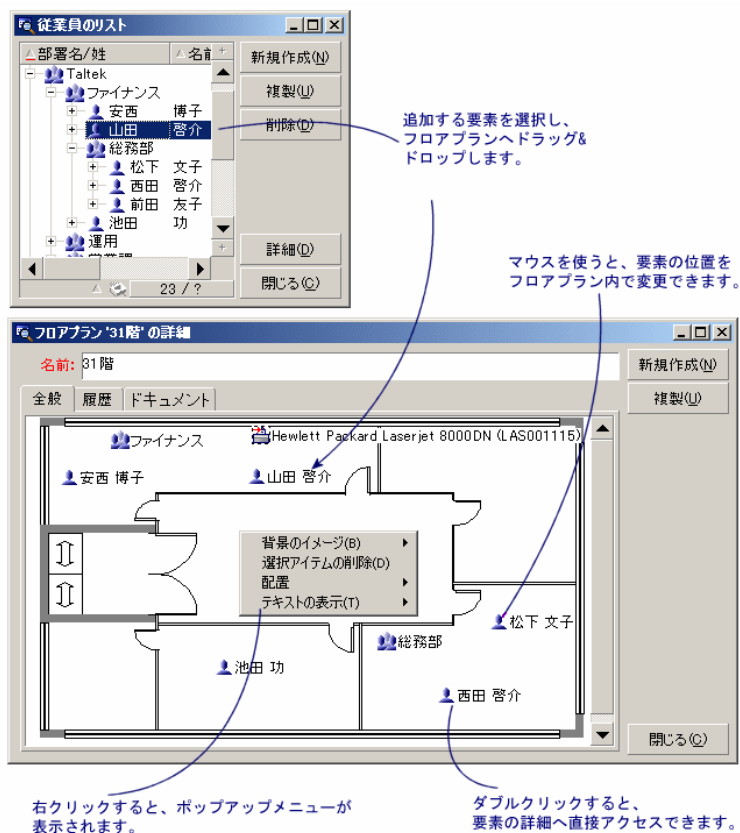 従業員のリスト
部署名/姓
名前
新規作成(N)
Taltek
ファイナンス
複製(U)
安西 博子
山田 啓介
削除(D)
総務部
松下 文子
西田 啓介
前田 友子
池田 功
運用
詳細(D)
閉じる(C)
23 / ?
追加する要素を選択し、
フロアプランへドラッグ&
ドロップします。
マウスを使うと、要素の位置を
フロアプラン内で変更できます。
フロアプラン '31階' の詳細
名前: 31階
新規作成(N)
全般 履歴 ドキュメント
複製(U)
ファイナンス
Hewlett Packard Laserjet 8000DN (LAS001115)
安西 博子
山田 啓介
背景のイメージ(B)
選択アイテムの削除(D)
配置
テキストの表示(T)
松下 文子
総務部
池田 功
西田 啓介
閉じる(C)
右クリックすると、ポップアップメニューが
表示されます。
ダブルクリックすると、
要素の詳細へ直接アクセスできます。